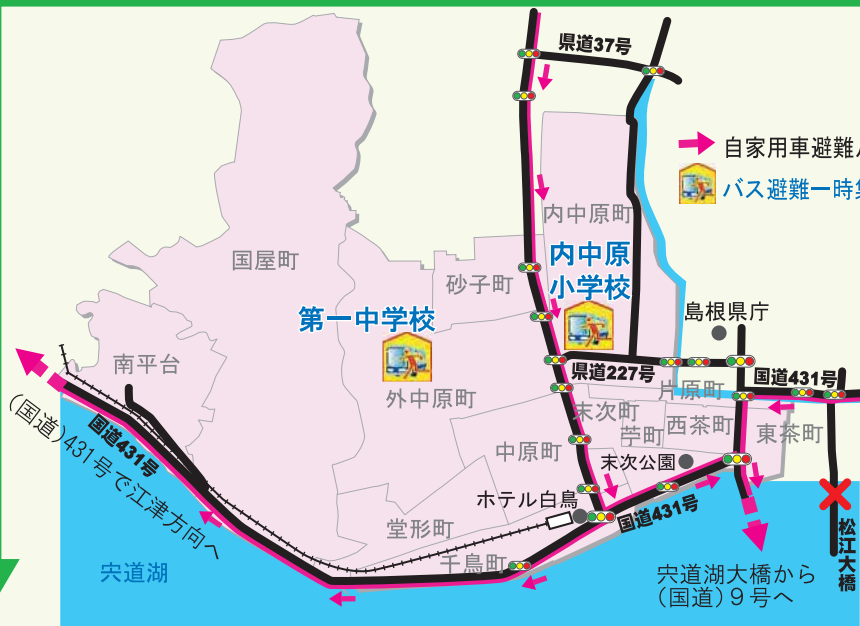 県道37号
自家用車避難
バス避難一時集
内中原町
国屋町
内中原
小学校
砂子町
第一中学校
島根県庁
南平台
県道227号
国道431号
片原町
外中原町
末次町
西茶町
苧町
東茶町
中原町
末次公園
(国道)431号で江津方向へ
国道431号
ホテル白鳥
国道431号
堂形町
松江大橋
千鳥町
宍道湖
宍道湖大橋から
(国道)9号へ